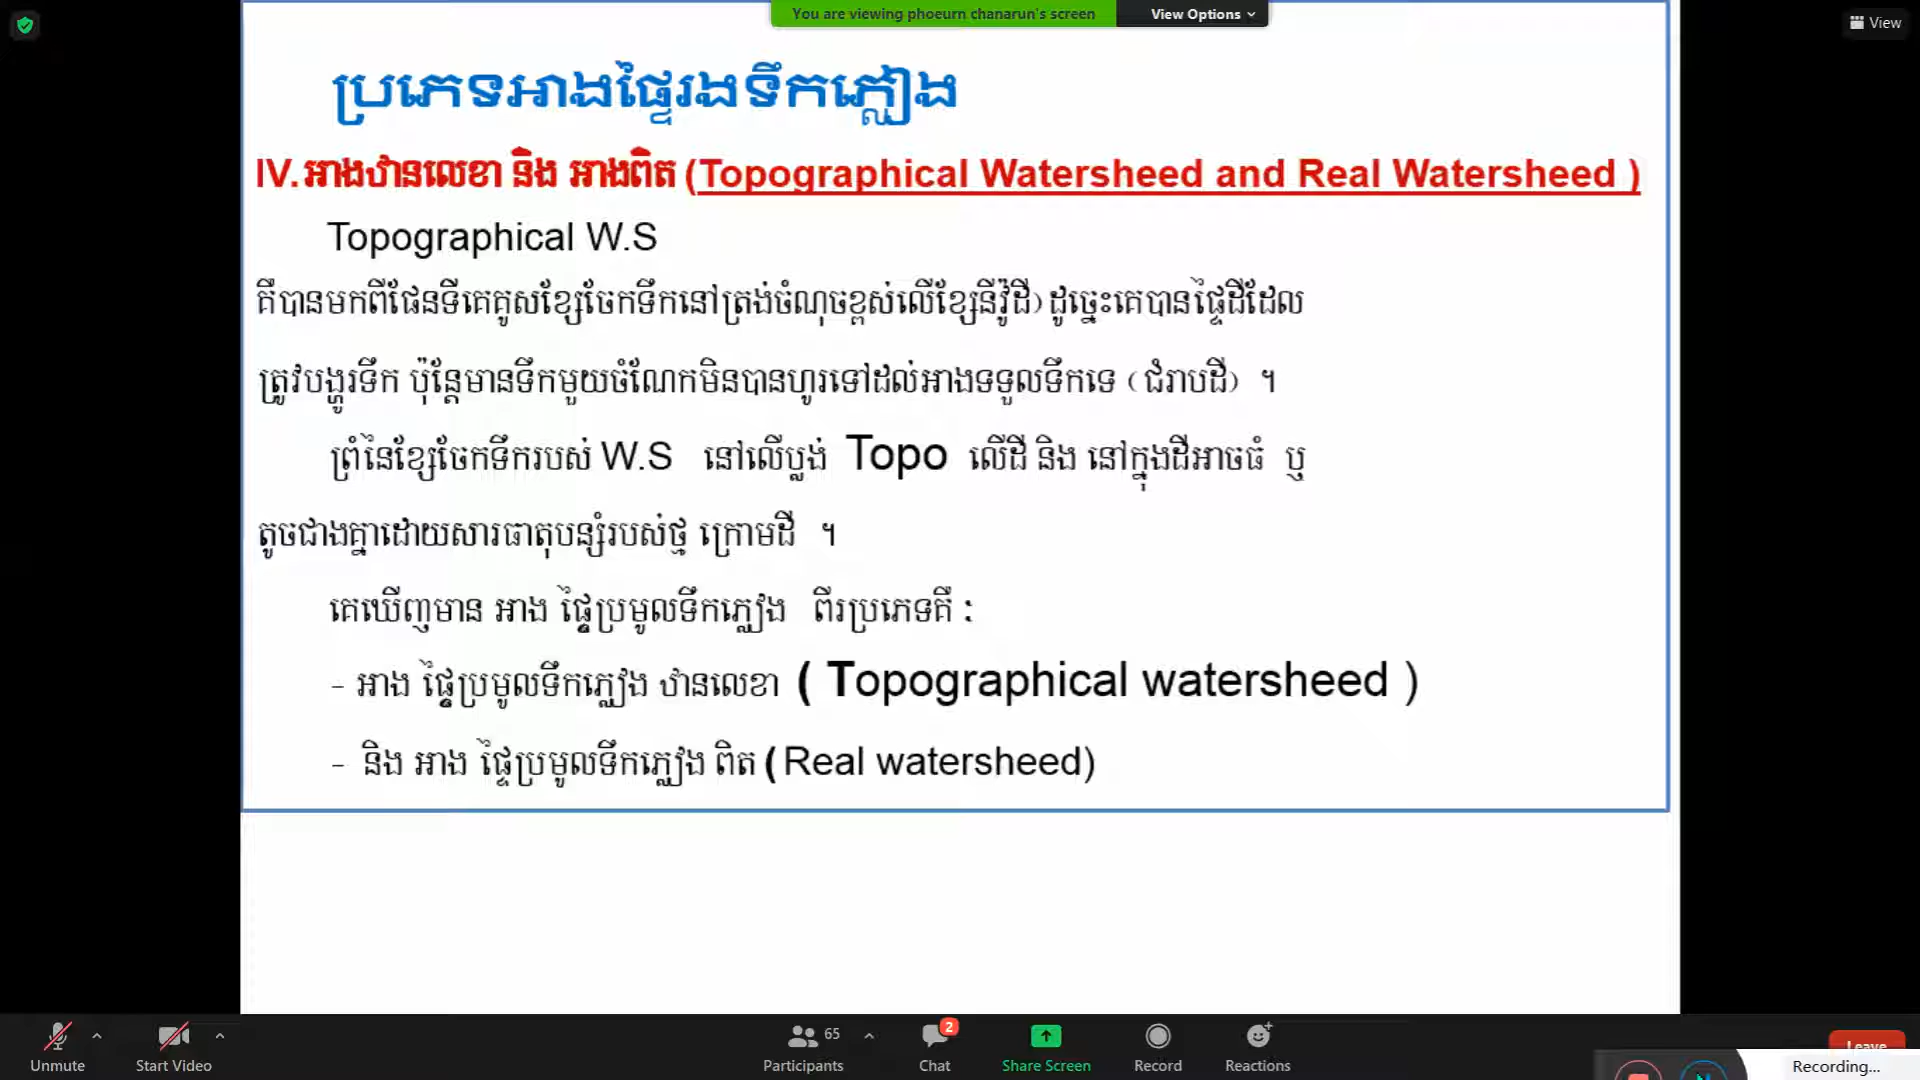 You are viewing phoeurn chanarun's screen View Options
View
ប្រភេទអាងផ្ទៃរងទឹកភ្លៀង
IV.អាងឋានលេខា និង អាងពិត (Topographical Watersheed and Real Watersheed )
Topographical W.S
គឺបានមកពីផែនទីគេគូសខ្សែចែកទឹកនៅត្រង់ចំណុចខ្ពស់លើខ្សែនីវ៉ូដី) ដូច្នេះគេបានផ្ទៃដីដែល
ត្រូវបង្ហូរទឹក ប៉ុន្តែមានទឹកមួយចំណែកមិនបានហូរទៅដល់អាងទទួលទឹកទេ (ជំរាបដី) ។
ព្រំនៃខ្សែចែកទឹករបស់ W.S នៅលើប្លង់ Topo លើដី និង នៅក្នុងដីអាចធំ ឬ
តូចជាងគ្នាដោយសារធាតុបន្សំរបស់ថ្ម ក្រោមដី ។
គេឃើញមាន អាង ផ្ទៃប្រមូលទឹកភ្លៀង ពីរប្រភេទគឺ ៈ
- អាង ផ្ទៃប្រមូលទឹកភ្លៀង ឋានលេខា ( Topographical watersheed )
- និង អាង ផ្ទៃប្រមូលទឹកភ្លៀង ពិត (Real watersheed)
Unmute Start Video Participants 65 Chat 2 Share Screen Record Reactions Leave
Recording...